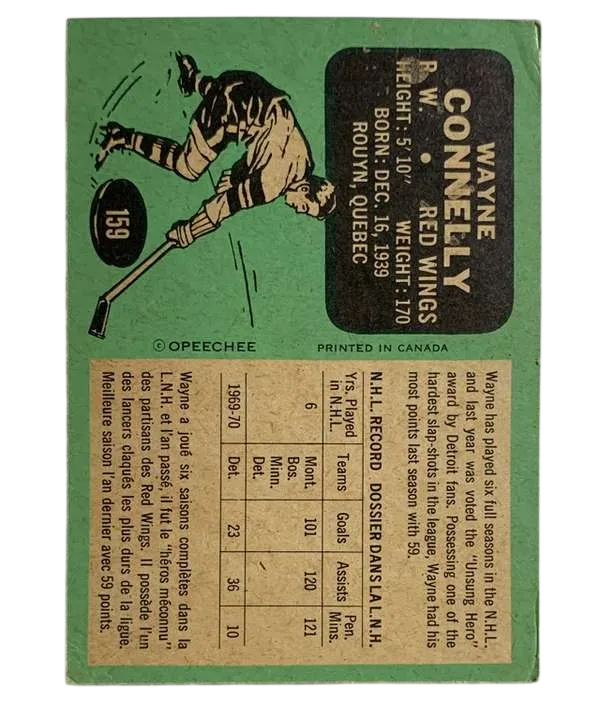 WAYNE
CONNELLY
R. W. • RED WINGS
HEIGHT: 5'10" WEIGHT: 170
BORN: DEC. 16, 1939
ROUYN, QUEBEC
159
© OPEECHEE PRINTED IN CANADA
Wayne has played six full seasons in the N.H.L.
and last year was voted the "Unsung Hero"
award by Detroit fans. Possessing one of the
hardest slap-shots in the league, Wayne had his
most points last season with 59.
N.H.L. RECORD DOSSIER DANS LA L.N.H.
Yrs. Played in N.H.L. Teams Goals Assists Pen. Mins.
6 Mont. 101 120 121
Bos.
Minn.
Det.
1969-70 Det. 23 36 10
Wayne a joué six saisons complètes dans la
L.N.H. et l'an passé, il fut le "héros méconnu"
des partisans des Red Wings. Il possède l'un
des lancers claqués les plus durs de la ligue.
Meilleure saison l'an dernier avec 59 points.